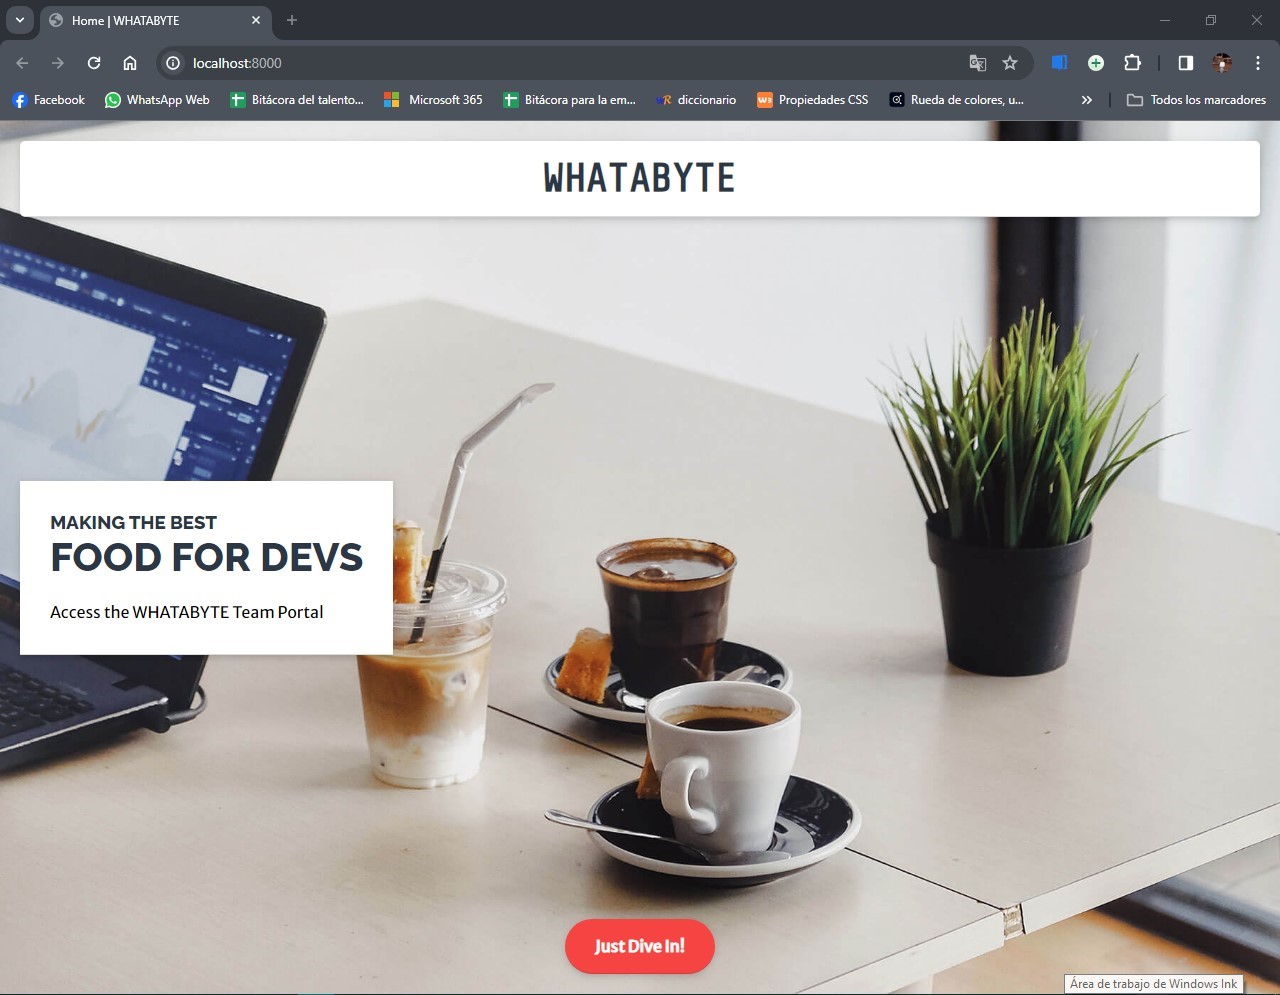 Home | WHATABYTE
localhost:8000
Facebook
WhatsApp Web
Bitácora del talento...
Microsoft 365
Bitácora para la em...
diccionario
Propiedades CSS
Rueda de colores, u...
Todos los marcadores
WHATABYTE
MAKING THE BEST
FOOD FOR DEVS
Access the WHATABYTE Team Portal
Just Dive In!
Área de trabajo de Windows Ink